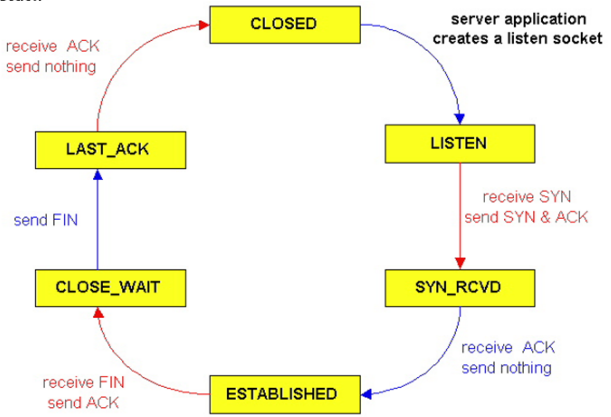 CLOSED
server application
creates a listen socket
receive ACK
send nothing
LAST_ACK
LISTEN
receive SYN
send SYN & ACK
send FIN
CLOSE_WAIT
SYN_RCVD
receive ACK
send nothing
receive FIN
send ACK
ESTABLISHED